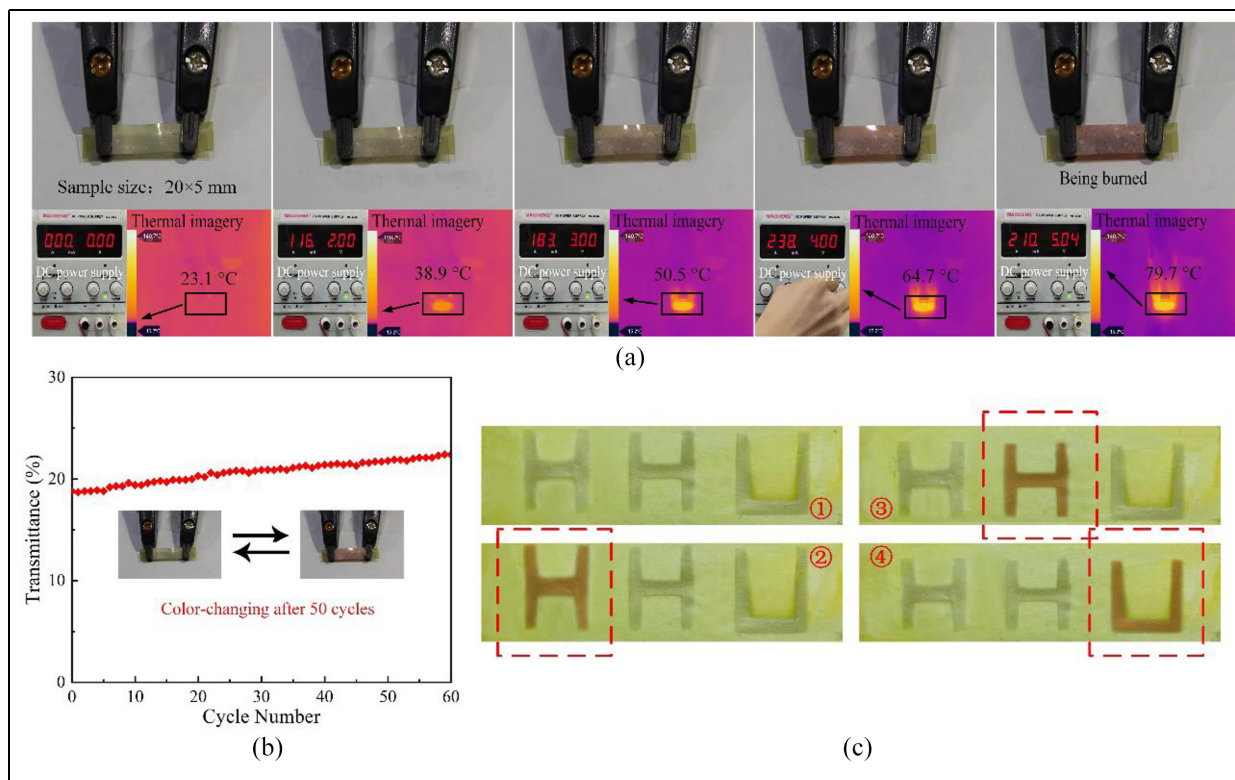 Sample size：20×5 mm
Being burned
Thermal imagery
DC power supply
000. 0.00
23.1 °C
Thermal imagery
DC power supply
116. 2.00
38.9 °C
Thermal imagery
DC power supply
183. 3.00
50.5 °C
Thermal imagery
DC power supply
238. 4.00
64.7 °C
Thermal imagery
DC power supply
210. 5.04
79.7 °C
(a)
30
20
10
0
Transmittance (%)
Color-changing after 50 cycles
0 10 20 30 40 50 60
Cycle Number
(b)
H H U ①
② H H U
③ H H U
④ H H U
(c)